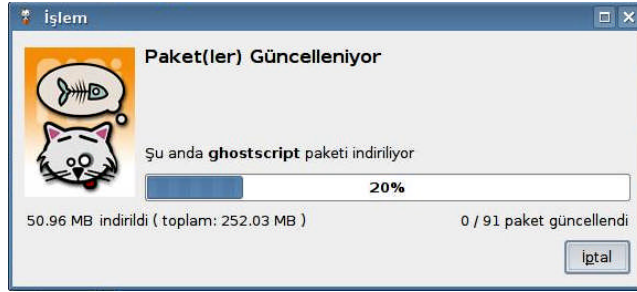 İşlem
Paket(ler) Güncelleniyor
Şu anda ghostscript paketi indiriliyor
20%
50.96 MB indirildi ( toplam: 252.03 MB )
0 / 91 paket güncellendi
İptal